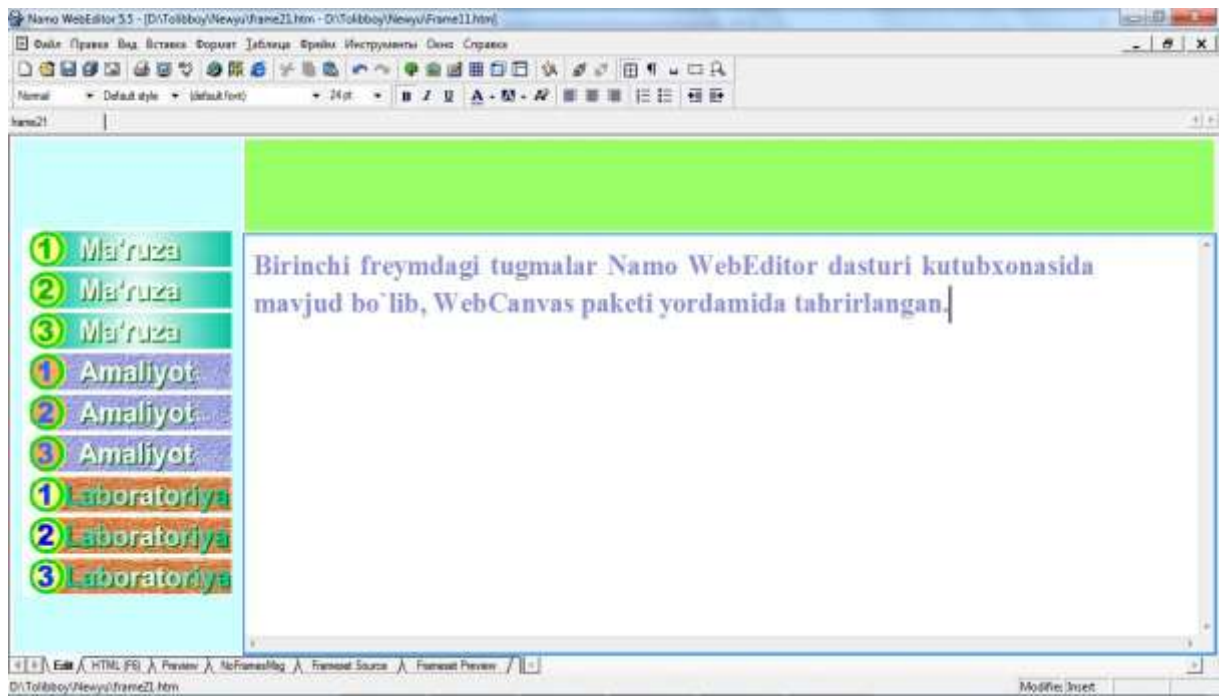 Namo WebEditor 5.5 - [D:\Tolibboy\Newyu\frame21.htm - D:\Tolibboy\Newyu\Frame11.htm]
Файл Правка Вид Вставка Формат Таблица Фрейм Инструменты Окно Справка
Normal Default style (default font) 24 pt B I U
frame21
1 Ma'ruza
2 Ma'ruza
3 Ma'ruza
1 Amaliyot
2 Amaliyot
3 Amaliyot
1 Laboratoriya
2 Laboratoriya
3 Laboratoriya
Birinchi freymdagi tugmalar Namo WebEditor dasturi kutubxonasida
mavjud bo`lib, WebCanvas paketi yordamida tahrirlangan.
Edit HTML (F6) Preview NoFramesMsg Frameset Source Frameset Preview
D:\Tolibboy\Newyu\frame21.htm Modifie: Insert